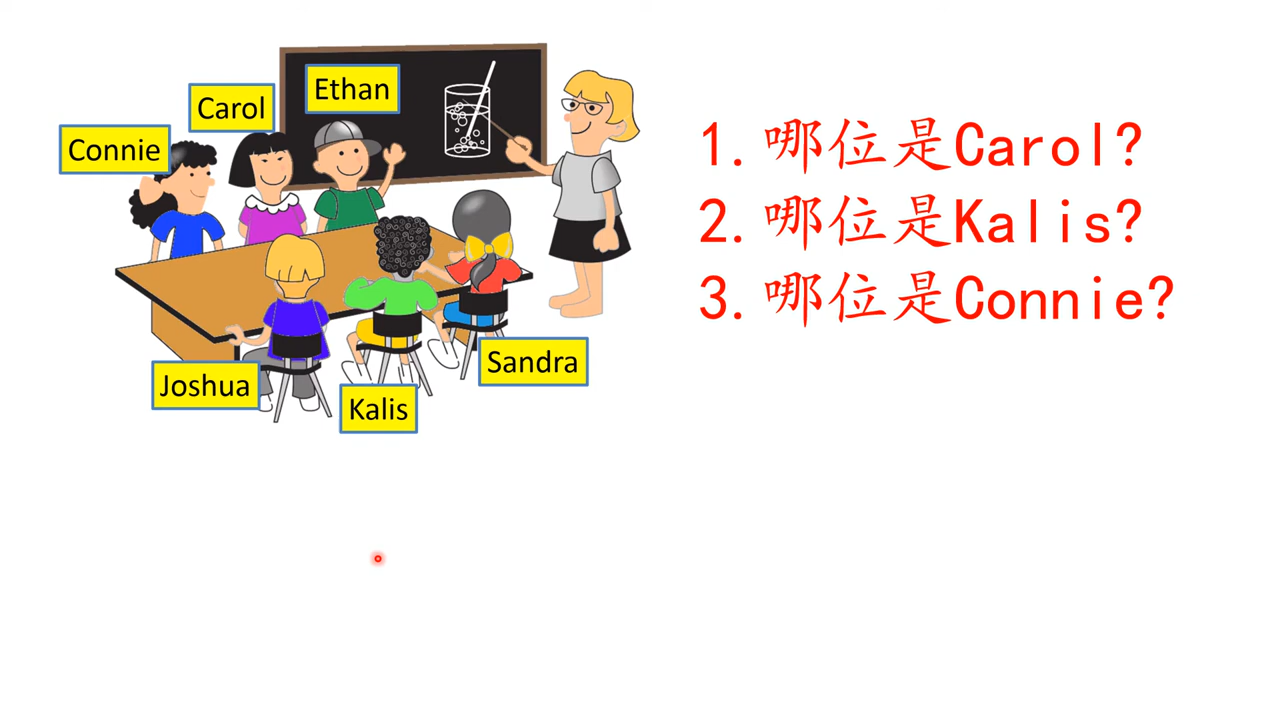 Ethan
Carol
Connie
Joshua
Kalis
Sandra
1. 哪位是Carol?
2. 哪位是Kalis?
3. 哪位是Connie?